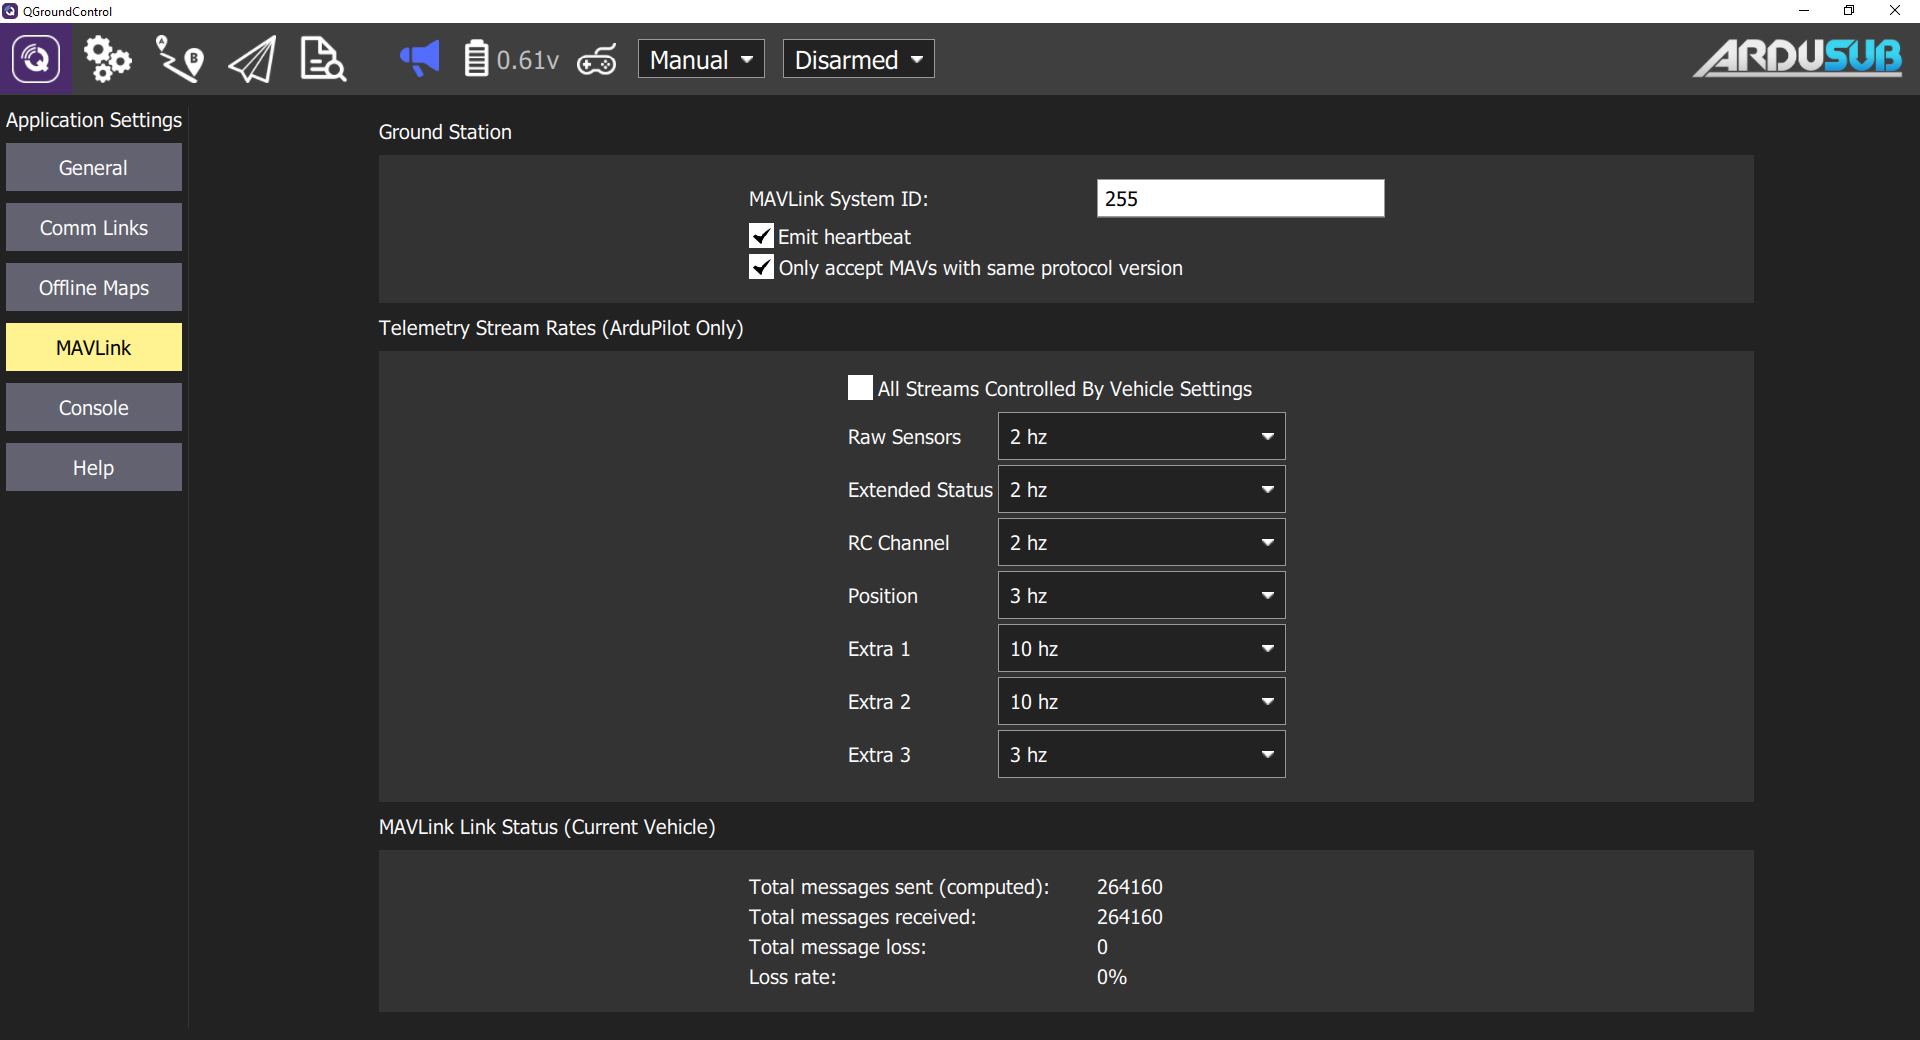 QGroundControl
0.61v
Manual
Disarmed
ARDUSUB
Application Settings
General
Comm Links
Offline Maps
MAVLink
Console
Help
Ground Station
MAVLink System ID: 255
Emit heartbeat
Only accept MAVs with same protocol version
Telemetry Stream Rates (ArduPilot Only)
All Streams Controlled By Vehicle Settings
Raw Sensors 2 hz
Extended Status 2 hz
RC Channel 2 hz
Position 3 hz
Extra 1 10 hz
Extra 2 10 hz
Extra 3 3 hz
MAVLink Link Status (Current Vehicle)
Total messages sent (computed): 264160
Total messages received: 264160
Total message loss: 0
Loss rate: 0%